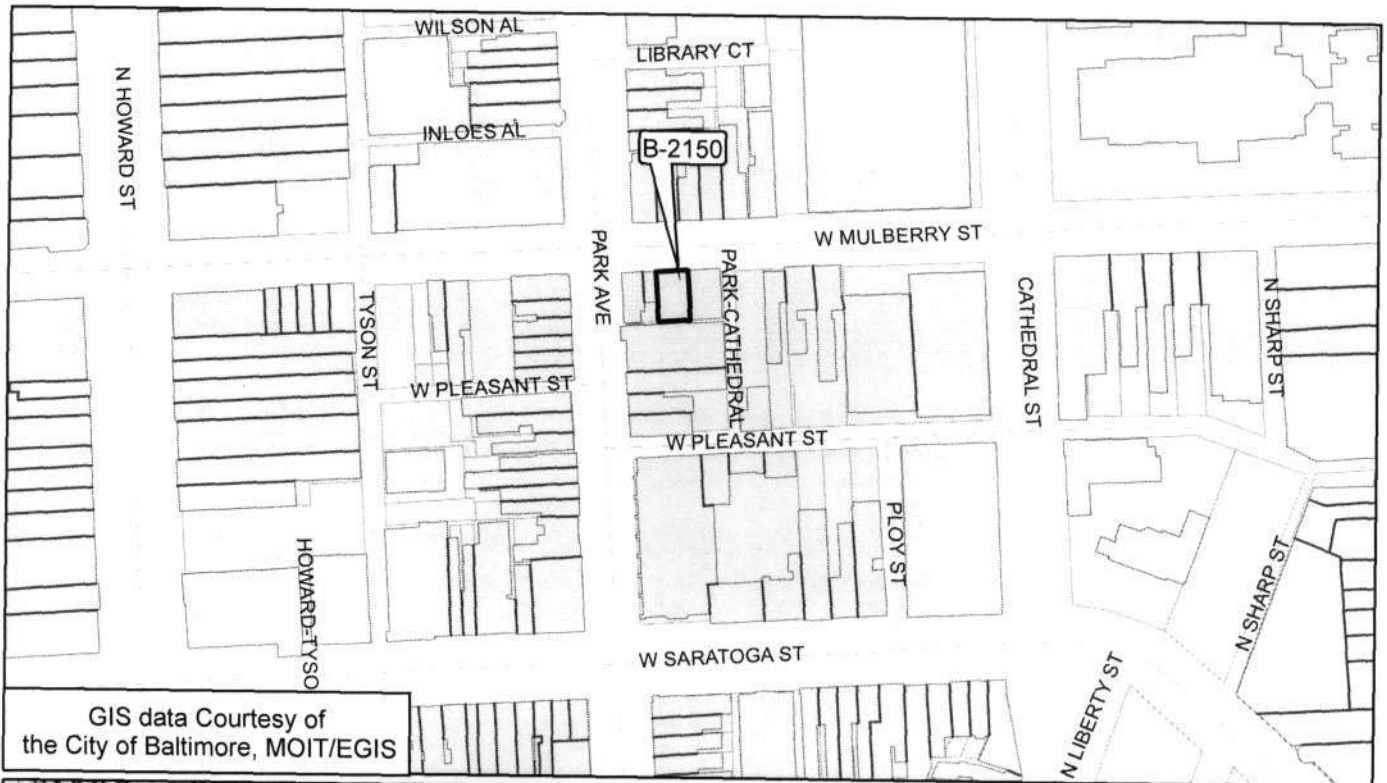 WILSON AL
LIBRARY CT
N HOWARD ST
INLOES AL
B-2150
W MULBERRY ST
PARK AVE
PARK-CATHEDRAL
CATHEDRAL ST
N SHARP ST
TYSON ST
W PLEASANT ST
W PLEASANT ST
PLOY ST
HOWARD-TYSO
N SHARP ST
W SARATOGA ST
N LIBERTY ST
GIS data Courtesy of
the City of Baltimore, MOIT/EGIS